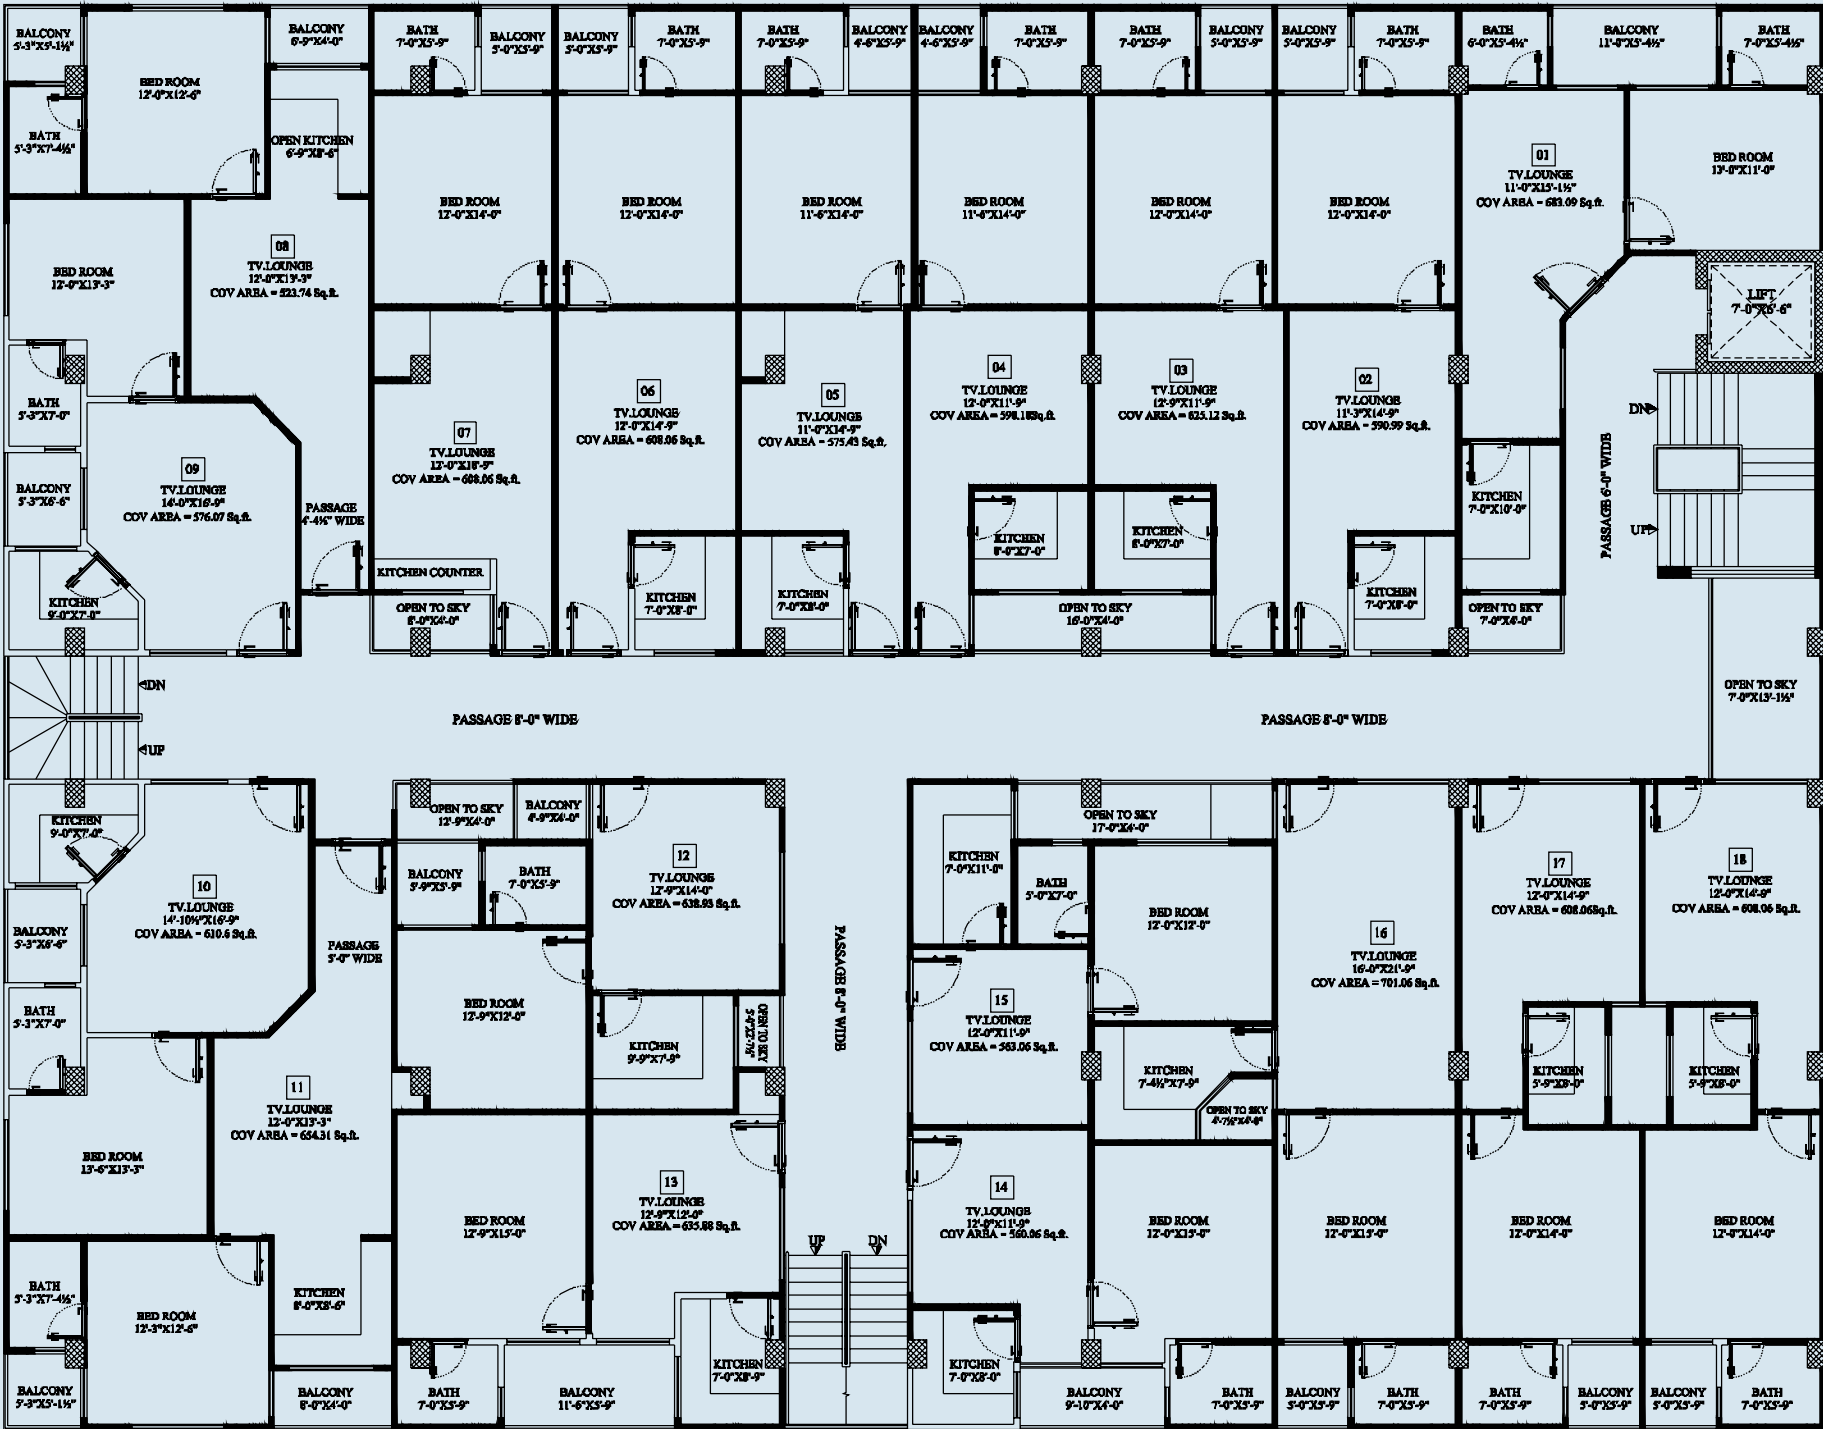 BALCONY
5'-3"X5'-1½"
BED ROOM
12'-0"X12'-6"
BALCONY
6'-9"X4'-0"
BATH
7'-0"X5'-9"
BALCONY
5'-0"X5'-9"
BALCONY
5'-0"X5'-9"
BATH
7'-0"X5'-9"
BATH
7'-0"X5'-9"
BALCONY
4'-6"X5'-9"
BALCONY
4'-6"X5'-9"
BATH
7'-0"X5'-9"
BATH
7'-0"X5'-9"
BALCONY
5'-0"X5'-9"
BALCONY
5'-0"X5'-9"
BATH
7'-0"X5'-9"
BATH
6'-0"X5'-4½"
BALCONY
11'-0"X5'-4½"
BATH
7'-0"X5'-4½"
BATH
5'-3"X7'-4½"
OPEN KITCHEN
6'-9"X8'-6"
01
TV.LOUNGE
11'-0"X15'-1½"
COV AREA = 683.09 Sq.ft.
BED ROOM
13'-0"X11'-0"
BED ROOM
12'-0"X14'-0"
BED ROOM
12'-0"X14'-0"
BED ROOM
11'-6"X14'-0"
BED ROOM
11'-6"X14'-0"
BED ROOM
12'-0"X14'-0"
BED ROOM
12'-0"X14'-0"
BED ROOM
12'-0"X13'-3"
08
TV.LOUNGE
12'-0"X13'-3"
COV AREA = 523.74 Sq.ft.
LIFT
7'-0"X6'-6"
BATH
5'-3"X7'-0"
07
TV.LOUNGE
12'-0"X18'-9"
COV AREA = 608.06 Sq.ft.
06
TV.LOUNGE
12'-0"X14'-9"
COV AREA = 608.06 Sq.ft.
05
TV.LOUNGE
11'-0"X14'-9"
COV AREA = 575.43 Sq.ft.
04
TV.LOUNGE
12'-0"X11'-9"
COV AREA = 598.18Sq.ft.
03
TV.LOUNGE
12'-9"X11'-9"
COV AREA = 625.12 Sq.ft.
02
TV.LOUNGE
11'-3"X14'-9"
COV AREA = 590.99 Sq.ft.
DN
UP
PASSAGE 6'-0" WIDE
09
TV.LOUNGE
14'-0"X16'-9"
COV AREA = 576.07 Sq.ft.
BALCONY
5'-3"X6'-6"
PASSAGE
4'-4½" WIDE
KITCHEN
7'-0"X10'-0"
KITCHEN
8'-0"X7'-0"
KITCHEN
8'-0"X7'-0"
KITCHEN COUNTER
KITCHEN
9'-0"X7'-0"
OPEN TO SKY
8'-0"X4'-0"
KITCHEN
7'-0"X8'-0"
KITCHEN
7'-0"X8'-0"
OPEN TO SKY
16'-0"X4'-0"
KITCHEN
7'-0"X8'-0"
OPEN TO SKY
7'-0"X4'-0"
DN
UP
PASSAGE 8'-0" WIDE
PASSAGE 8'-0" WIDE
OPEN TO SKY
7'-0"X13'-1½"
KITCHEN
9'-0"X7'-0"
OPEN TO SKY
12'-9"X4'-0"
BALCONY
4'-9"X4'-0"
OPEN TO SKY
17'-0"X4'-0"
10
TV.LOUNGE
14'-10½"X16'-9"
COV AREA = 610.6 Sq.ft.
BALCONY
5'-9"X5'-9"
BATH
7'-0"X5'-9"
12
TV.LOUNGE
12'-9"X14'-0"
COV AREA = 638.93 Sq.ft.
KITCHEN
7'-0"X11'-0"
BATH
5'-0"X7'-0"
BED ROOM
12'-0"X12'-0"
16
TV.LOUNGE
16'-0"X21'-9"
COV AREA = 701.06 Sq.ft.
17
TV.LOUNGE
12'-0"X14'-9"
COV AREA = 608.06Sq.ft.
18
TV.LOUNGE
12'-0"X14'-9"
COV AREA = 608.06 Sq.ft.
BALCONY
5'-3"X6'-6"
PASSAGE
5'-0" WIDE
PASSAGE 8'-0" WIDE
BATH
5'-3"X7'-0"
BED ROOM
12'-9"X12'-0"
KITCHEN
9'-9"X7'-9"
OPEN TO SKY
5'-0"X2'-7½"
15
TV.LOUNGE
12'-0"X11'-9"
COV AREA = 563.06 Sq.ft.
KITCHEN
7'-4½"X7'-9"
OPEN TO SKY
4'-7½"X4'-8"
KITCHEN
5'-9"X8'-0"
KITCHEN
5'-9"X8'-0"
11
TV.LOUNGE
12'-0"X13'-3"
COV AREA = 654.31 Sq.ft.
BED ROOM
13'-6"X13'-3"
BED ROOM
12'-9"X15'-0"
13
TV.LOUNGE
12'-9"X12'-0"
COV AREA = 635.88 Sq.ft.
UP
DN
14
TV.LOUNGE
12'-0"X11'-9"
COV AREA = 560.06 Sq.ft.
BED ROOM
12'-0"X15'-0"
BED ROOM
12'-0"X15'-0"
BED ROOM
12'-0"X14'-0"
BED ROOM
12'-0"X14'-0"
BATH
5'-3"X7'-4½"
BED ROOM
12'-3"X12'-6"
KITCHEN
8'-0"X8'-6"
KITCHEN
7'-0"X8'-9"
KITCHEN
7'-0"X8'-0"
BALCONY
5'-3"X5'-1½"
BALCONY
8'-0"X4'-0"
BATH
7'-0"X5'-9"
BALCONY
11'-6"X5'-9"
BALCONY
9'-10"X4'-0"
BATH
7'-0"X5'-9"
BALCONY
5'-0"X5'-9"
BATH
7'-0"X5'-9"
BATH
7'-0"X5'-9"
BALCONY
5'-0"X5'-9"
BALCONY
5'-0"X5'-9"
BATH
7'-0"X5'-9"